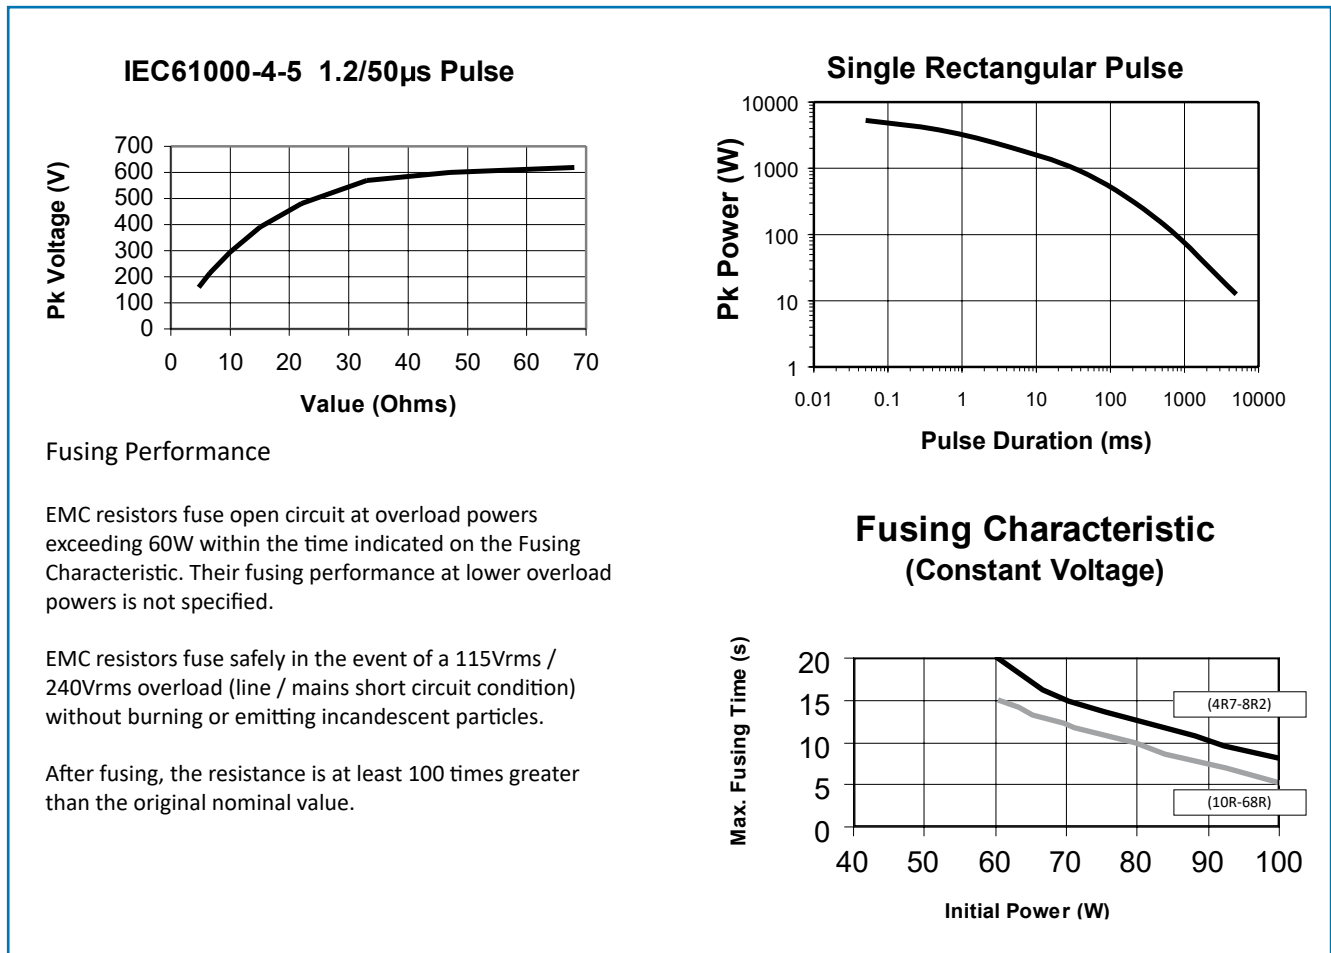 IEC61000-4-5 1.2/50µs Pulse
Pk Voltage (V)
700
600
500
400
300
200
100
0
0 10 20 30 40 50 60 70
Value (Ohms)
Single Rectangular Pulse
Pk Power (W)
10000
1000
100
10
1
0.01 0.1 1 10 100 1000 10000
Pulse Duration (ms)
Fusing Performance
EMC resistors fuse open circuit at overload powers
exceeding 60W within the time indicated on the Fusing
Characteristic. Their fusing performance at lower overload
powers is not specified.
EMC resistors fuse safely in the event of a 115Vrms /
240Vrms overload (line / mains short circuit condition)
without burning or emitting incandescent particles.
After fusing, the resistance is at least 100 times greater
than the original nominal value.
Fusing Characteristic
(Constant Voltage)
Max. Fusing Time (s)
20
15
10
5
0
(4R7-8R2)
(10R-68R)
40 50 60 70 80 90 100
Initial Power (W)